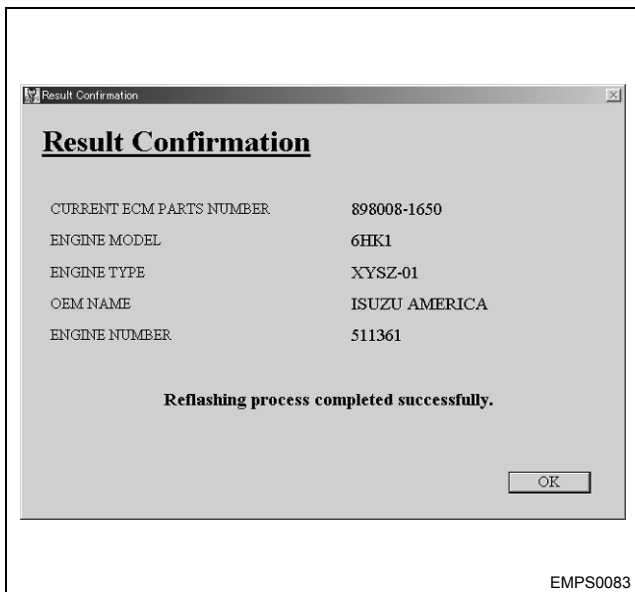 Result Confirmation
Result Confirmation
CURRENT ECM PARTS NUMBER 898008-1650
ENGINE MODEL 6HK1
ENGINE TYPE XYSZ-01
OEM NAME ISUZU AMERICA
ENGINE NUMBER 511361
Reflashing process completed successfully.
OK
EMPS0083